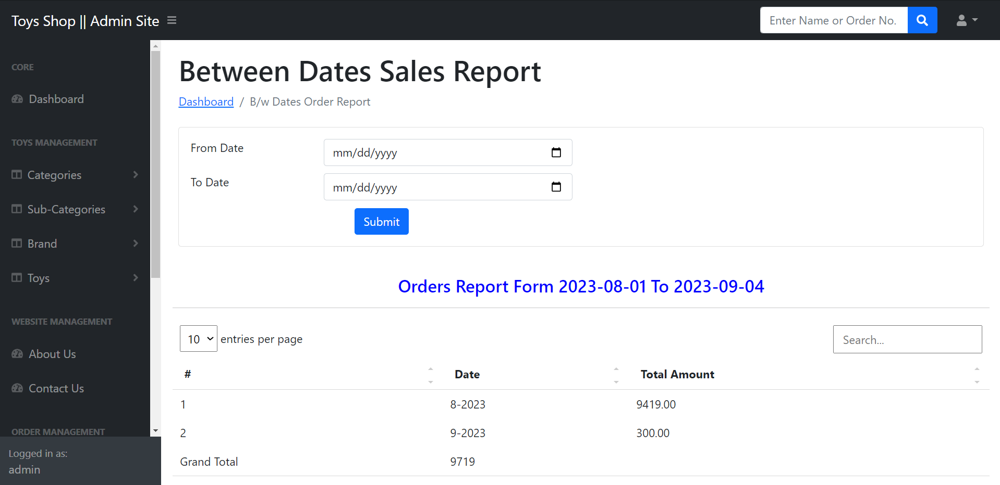 Toys Shop || Admin Site
Enter Name or Order No.
CORE
Dashboard
TOYS MANAGEMENT
Categories
Sub-Categories
Brand
Toys
WEBSITE MANAGEMENT
About Us
Contact Us
ORDER MANAGEMENT
Logged in as:
admin
Between Dates Sales Report
Dashboard / B/w Dates Order Report
From Date mm/dd/yyyy
To Date mm/dd/yyyy
Submit
Orders Report Form 2023-08-01 To 2023-09-04
10 entries per page Search...
# Date Total Amount
1 8-2023 9419.00
2 9-2023 300.00
Grand Total 9719